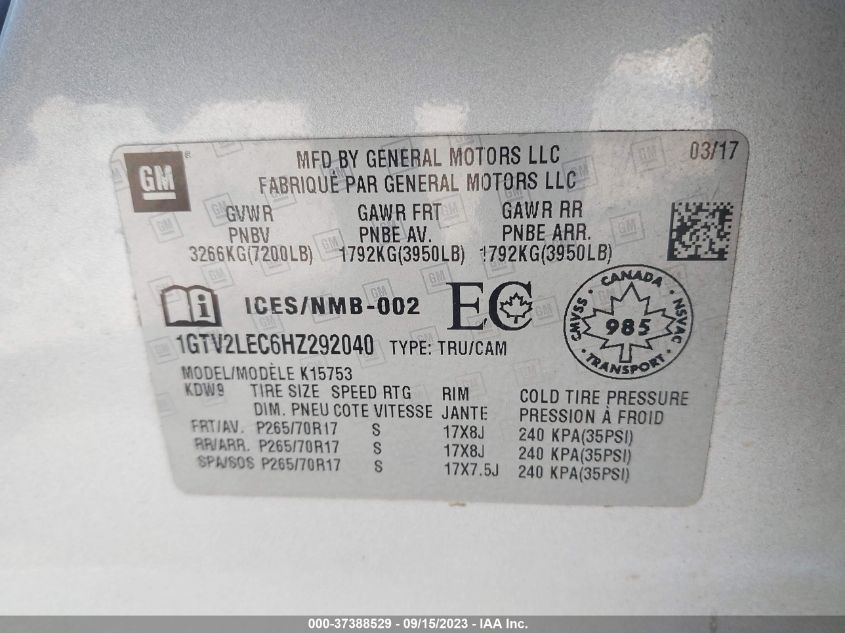 GM
®
MFD BY GENERAL MOTORS LLC
03/17
FABRIQUÉ PAR GENERAL MOTORS LLC
GVWR GAWR FRT GAWR RR
PNBV PNBE AV. PNBE ARR.
3266KG(7200LB) 1792KG(3950LB) 1792KG(3950LB)
i ICES/NMB-002 EC
CANADA
CMVSS 985 NSVAC
TRANSPORT
1GTV2LEC6HZ292040 TYPE: TRU/CAM
MODEL/MODÈLE K15753
KDW9 TIRE SIZE SPEED RTG RIM COLD TIRE PRESSURE
DIM. PNEU COTE VITESSE JANTE PRESSION À FROID
FRT/AV. P265/70R17 S 17X8J 240 KPA(35PSI)
RR/ARR. P265/70R17 S 17X8J 240 KPA(35PSI)
SPA/SOS P265/70R17 S 17X7.5J 240 KPA(35PSI)
000-37388529 - 09/15/2023 - © IAA, Inc.